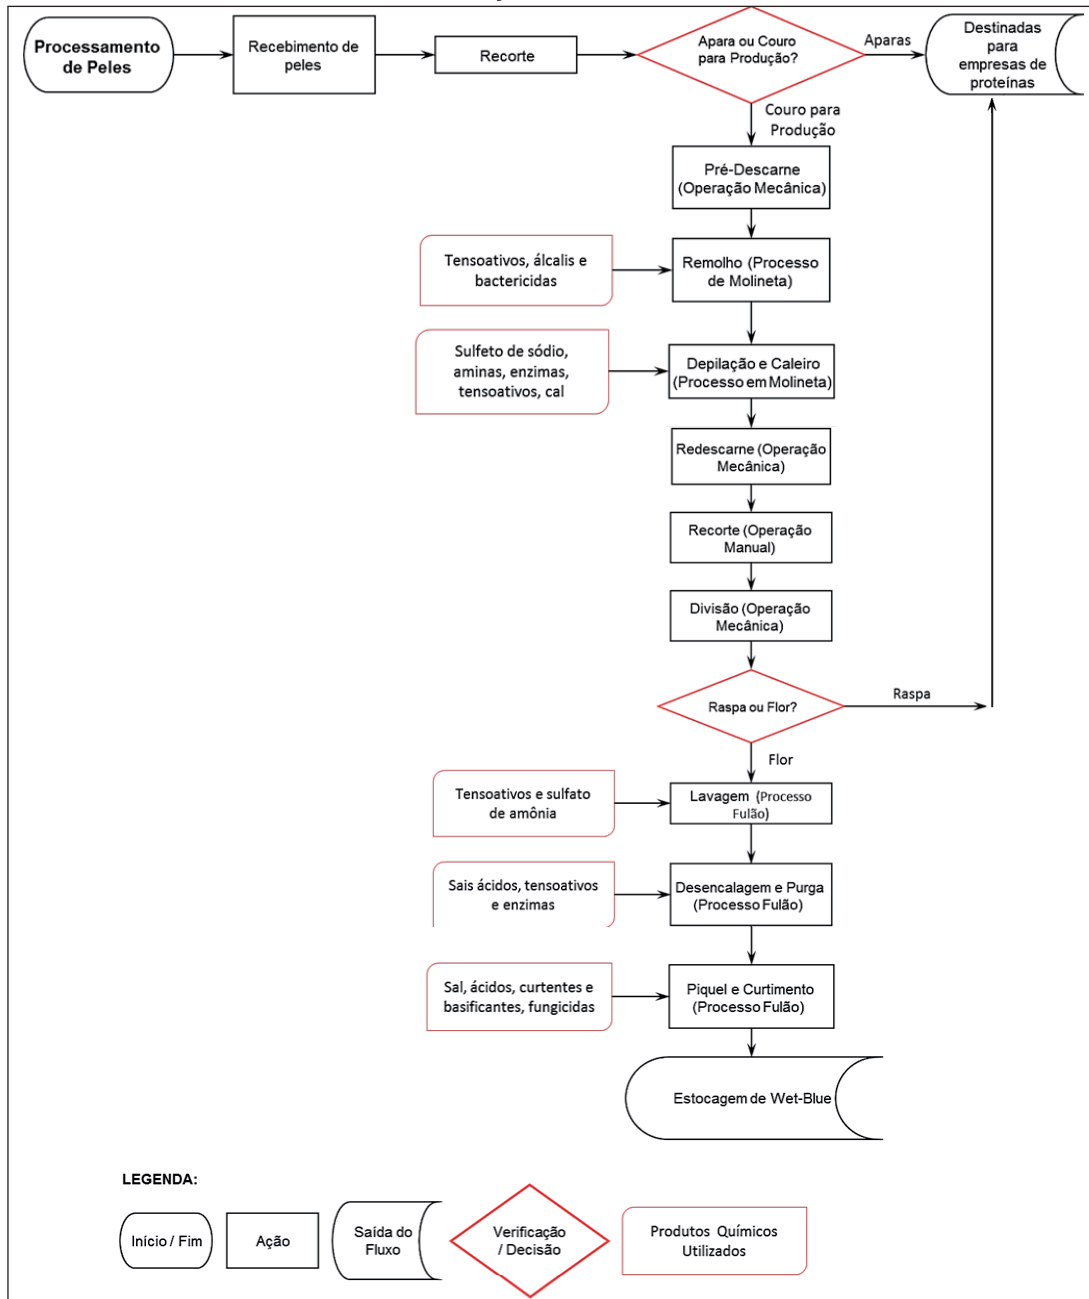 Processamento
de Peles
Recebimento de
peles
Recorte
Apara ou Couro
para Produção?
Aparas
Destinadas
para
empresas de
proteínas
Couro para
Produção
Pré-Descarne
(Operação Mecânica)
Tensoativos, álcalis e
bactericidas
Remolho (Processo
de Molineta)
Sulfeto de sódio,
aminas, enzimas,
tensoativos, cal
Depilação e Caleiro
(Processo em Molineta)
Redescarne (Operação
Mecânica)
Recorte (Operação
Manual)
Divisão (Operação
Mecânica)
Raspa ou Flor?
Raspa
Flor
Tensoativos e sulfato
de amônia
Lavagem (Processo
Fulão)
Sais ácidos, tensoativos
e enzimas
Desencalagem e Purga
(Processo Fulão)
Sal, ácidos, curtentes e
basificantes, fungicidas
Piquel e Curtimento
(Processo Fulão)
Estocagem de Wet-Blue
LEGENDA:
Início / Fim
Ação
Saída do
Fluxo
Verificação
/ Decisão
Produtos Químicos
Utilizados